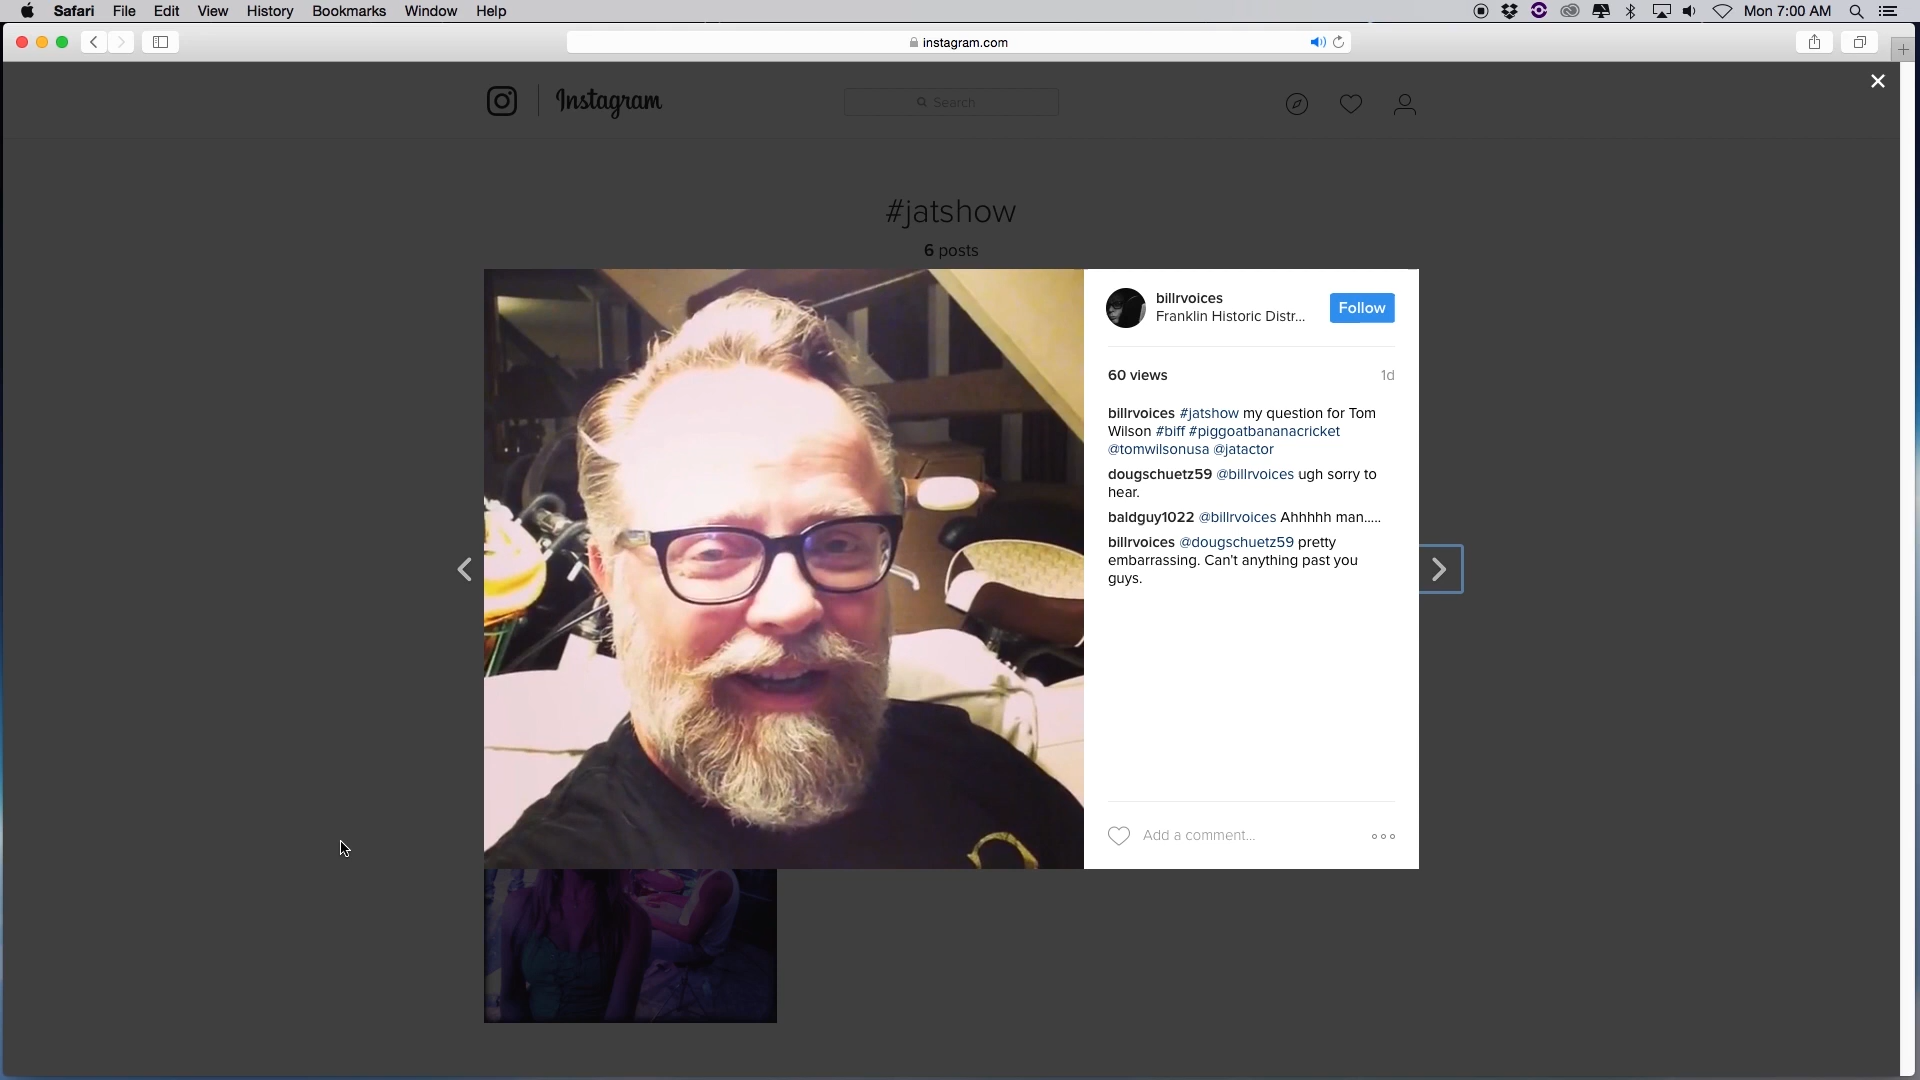 Safari File Edit View History Bookmarks Window Help Mon 7:00 AM
instagram.com
Instagram
Search
#jatshow
6 posts
billrvoices
Franklin Historic Distr...
Follow
60 views 1d
billrvoices #jatshow my question for Tom
Wilson #biff #piggoatbananacricket
@tomwilsonusa @jatactor
dougschuetz59 @billrvoices ugh sorry to
hear.
baldguy1022 @billrvoices Ahhhhh man.....
billrvoices @dougschuetz59 pretty
embarrassing. Can't anything past you
guys.
Add a comment...